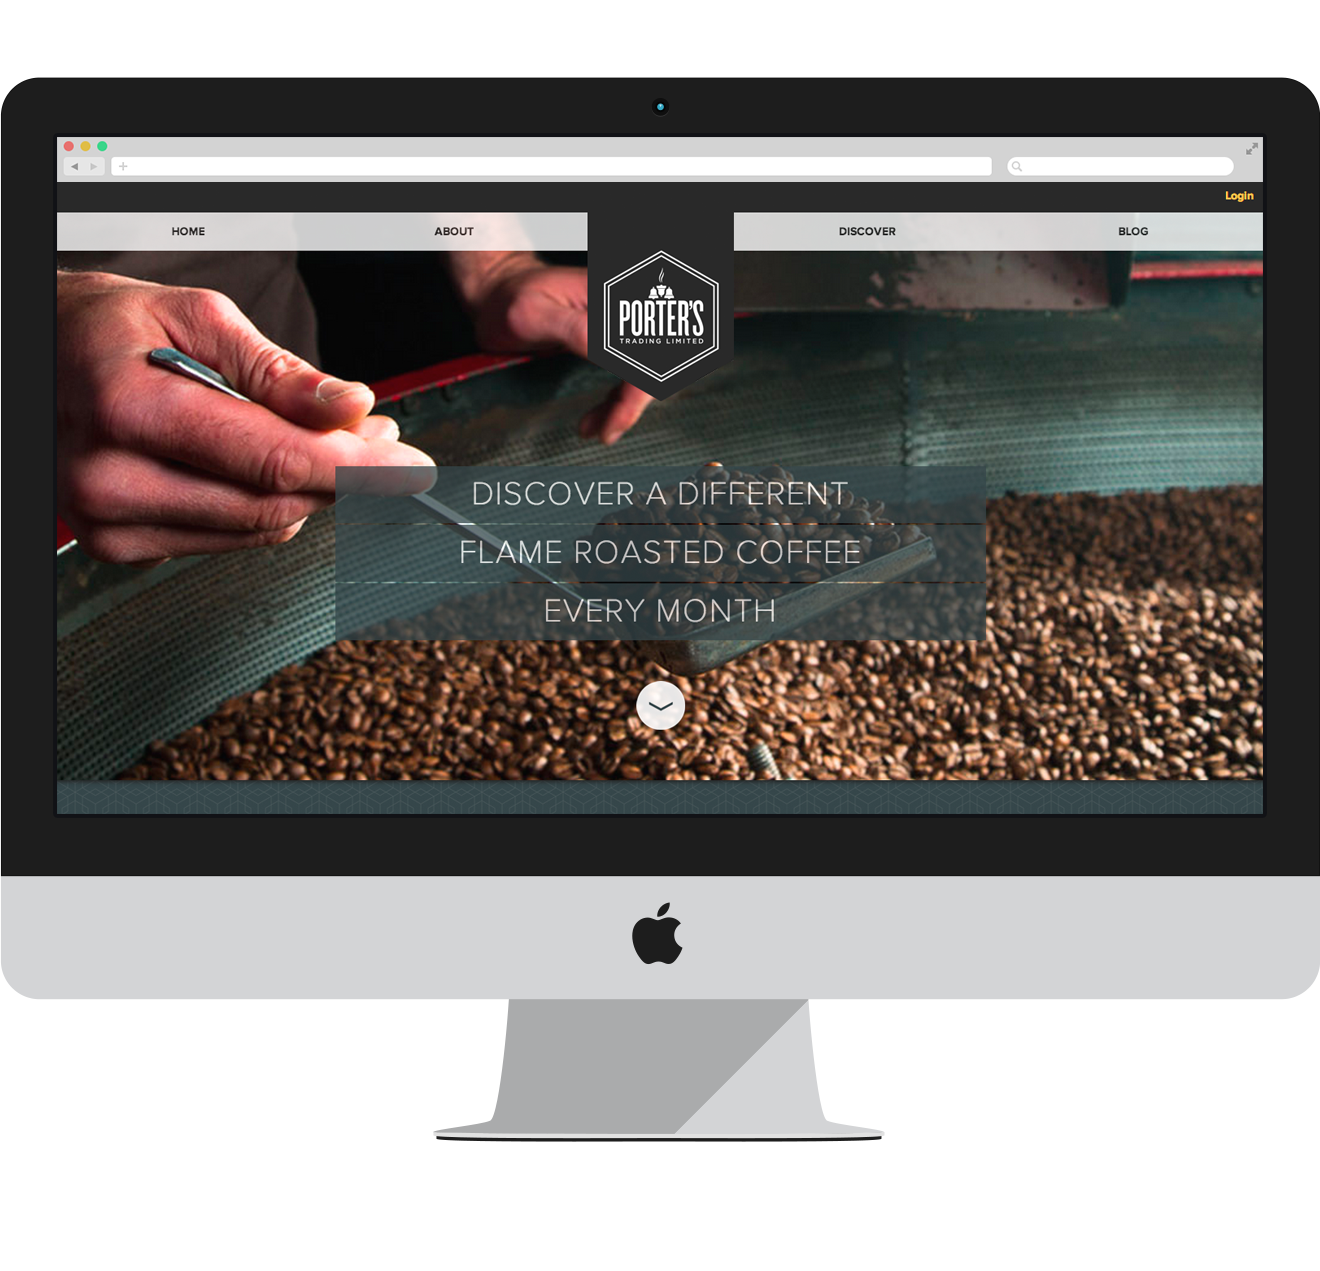 Login
HOME
ABOUT
DISCOVER
BLOG
PORTER'S
TRADING LIMITED
DISCOVER A DIFFERENT
FLAME ROASTED COFFEE
EVERY MONTH